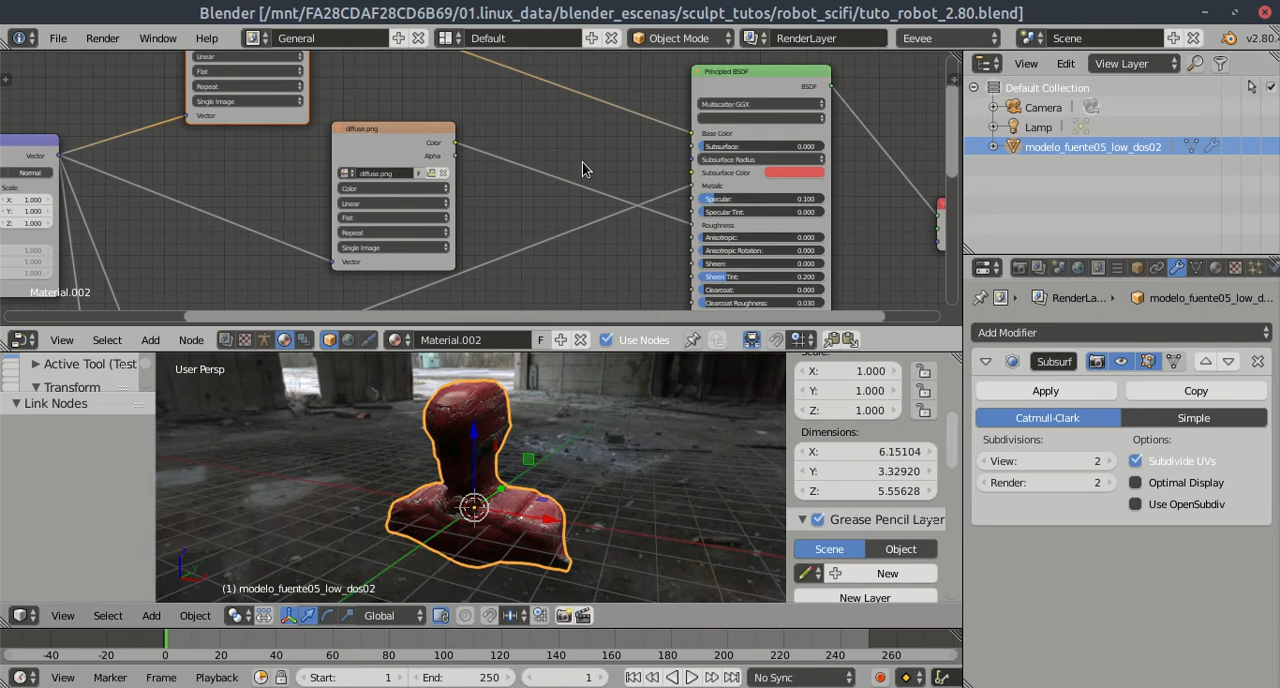 Blender [/mnt/FA28CDAF28CD6B69/01.linux_data/blender_escenas/sculpt_tutos/robot_scifi/tuto_robot_2.80.blend]
File Render Window Help General Default Object Mode RenderLayer Eevee Scene v2.80.
Linear
Flat
Repeat
Single Image
Vector
Vector
Normal
Scale:
X: 1.000
Y: 1.000
Z: 1.000
1.000
1.000
1.000
Material.002
diffuse.png
Color
Alpha
diffuse.png F
Color
Linear
Flat
Repeat
Single Image
Vector
Principled BSDF
BSDF
Multiscatter GGX
Base Color
Subsurface: 0.000
Subsurface Radius
Subsurface Color
Metallic
Specular: 0.100
Specular Tint: 0.000
Roughness
Anisotropic: 0.000
Anisotropic Rotation: 0.000
Sheen: 0.000
Sheen Tint: 0.200
Clearcoat: 0.000
Clearcoat Roughness: 0.030
View Edit View Layer
Default Collection
Camera
Lamp
modelo_fuente05_low_dos02
RenderLa... modelo_fuente05_low_d...
Add Modifier
Subsurf
Apply Copy
Catmull-Clark Simple
Subdivisions: Options:
View: 2 Subdivide UVs
Render: 2 Optimal Display
Use OpenSubdiv
View Select Add Node Material.002 F Use Nodes
Active Tool (Test
Transform
Link Nodes
User Persp
(1) modelo_fuente05_low_dos02
Scale:
X: 1.000
Y: 1.000
Z: 1.000
Dimensions:
X: 6.15104
Y: 3.32920
Z: 5.55628
Grease Pencil Layer
Scene Object
New
New Layer
View Select Add Object Global
-40 -20 0 20 40 60 80 100 120 140 160 180 200 220 240 260
View Marker Frame Playback Start: 1 End: 250 1 No Sync